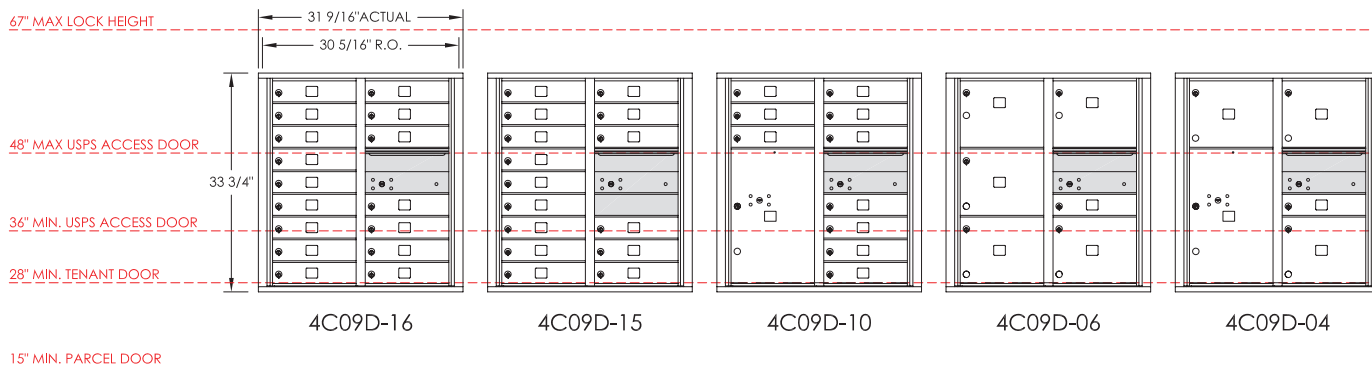 67" MAX LOCK HEIGHT
31 9/16"ACTUAL
30 5/16" R.O.
48" MAX USPS ACCESS DOOR
33 3/4"
36" MIN. USPS ACCESS DOOR
28" MIN. TENANT DOOR
4C09D-16
4C09D-15
4C09D-10
4C09D-06
4C09D-04
15" MIN. PARCEL DOOR